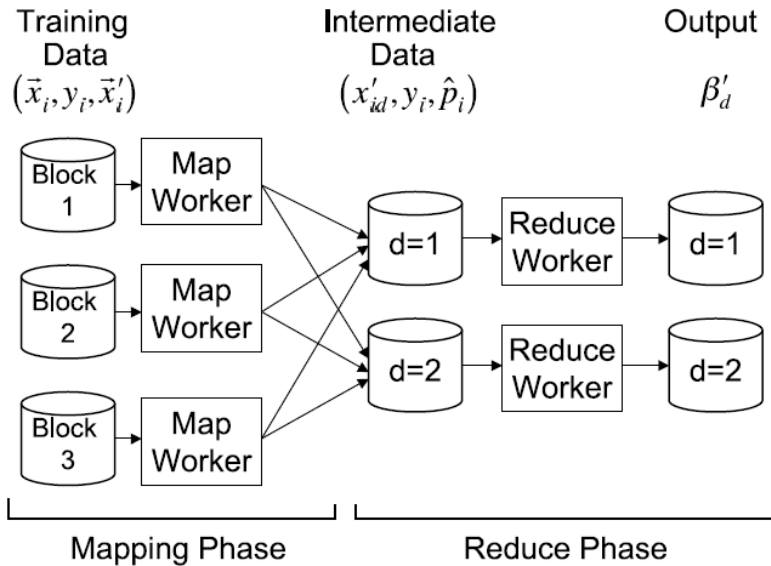 Training Data
(x⃗ᵢ, yᵢ, x⃗ᵢ′)
Intermediate Data
(x′ᵢd, yᵢ, p̂ᵢ)
Output
β′d
Block 1
Map Worker
Block 2
Map Worker
Block 3
Map Worker
d=1
Reduce Worker
d=1
d=2
Reduce Worker
d=2
Mapping Phase
Reduce Phase